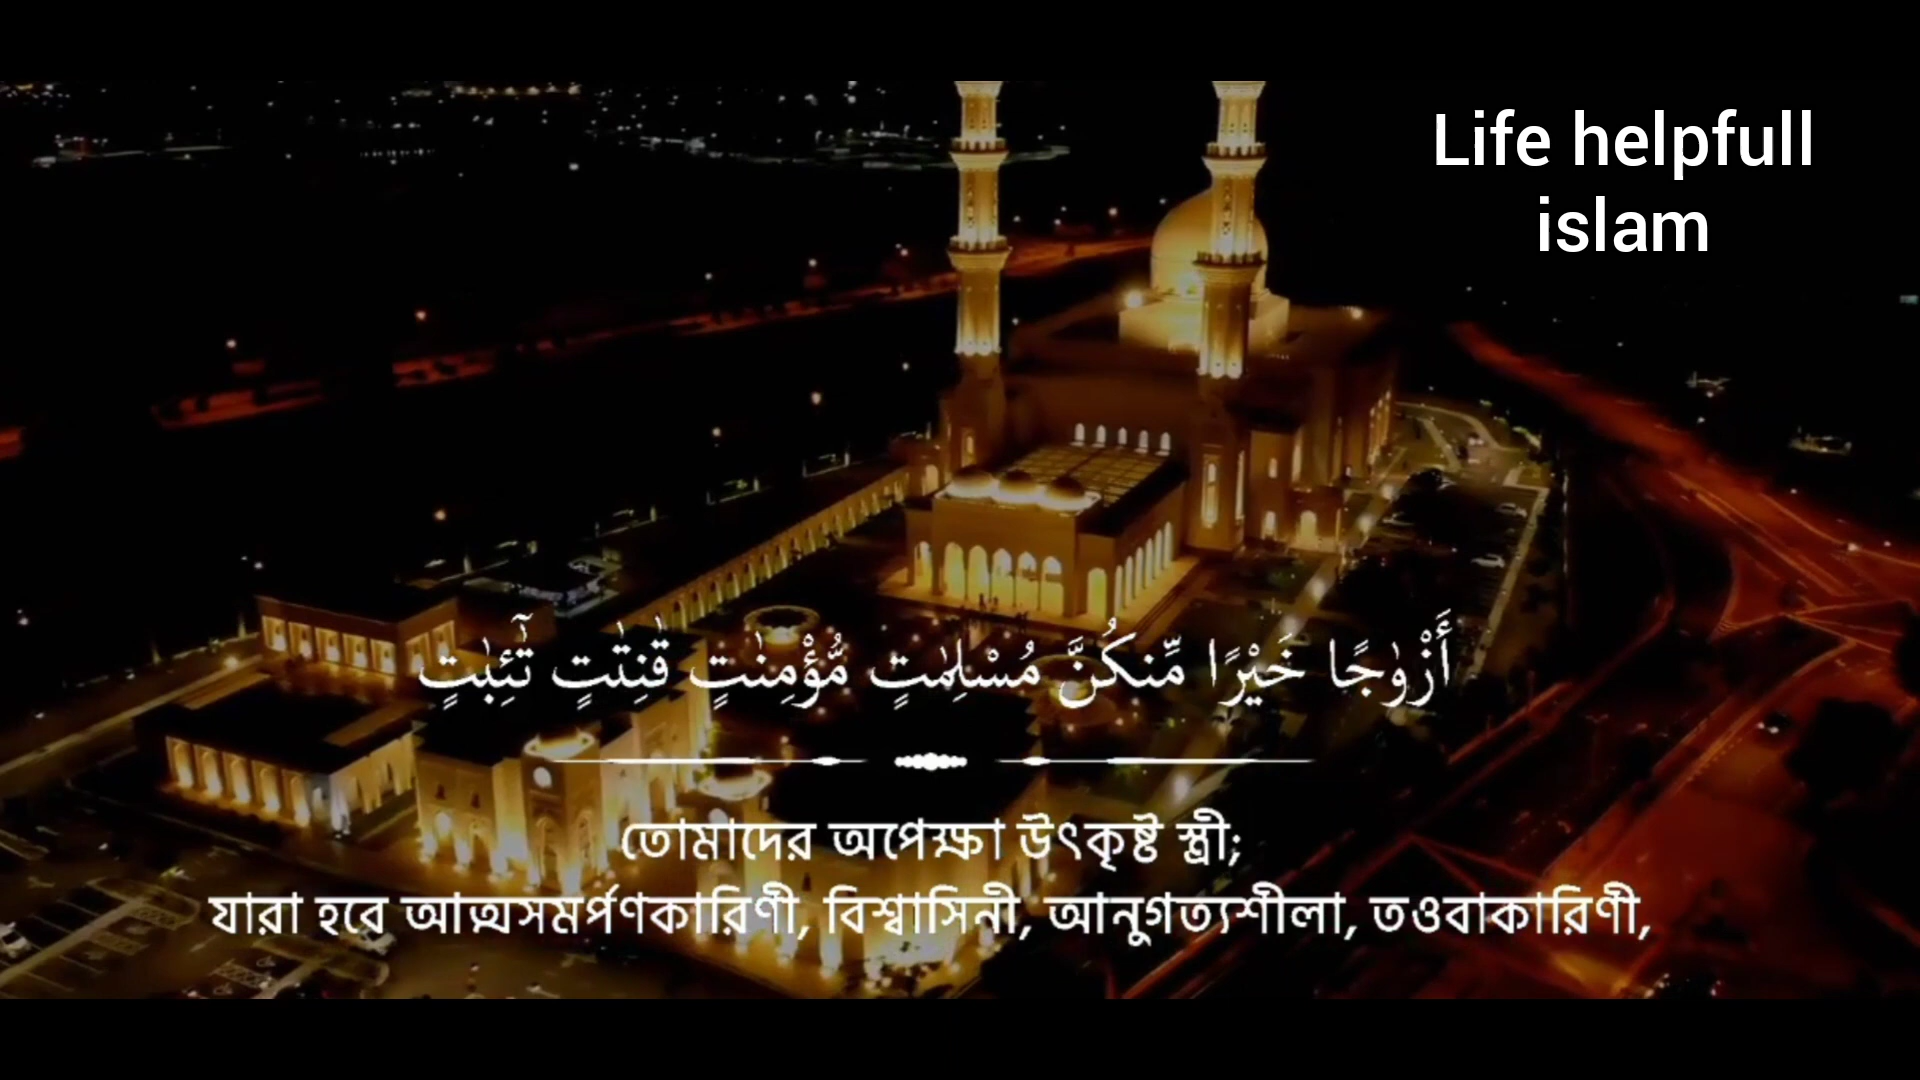 Life helpfull
islam
أَزْوَٰجًا خَيْرًا مِّنكُنَّ مُسْلِمَٰتٍ مُّؤْمِنَٰتٍ قَٰنِتَٰتٍ تَٰٓئِبَٰتٍ
তোমাদের অপেক্ষা উৎকৃষ্ট স্ত্রী;
যারা হবে আত্মসমর্পণকারিণী, বিশ্বাসিনী, আনুগত্যশীলা, তওবাকারিণী,